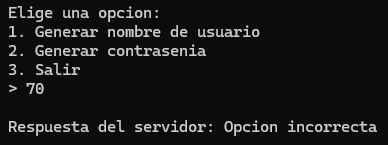 Elige una opcion:
1. Generar nombre de usuario
2. Generar contrasenia
3. Salir
> 70
Respuesta del servidor: Opcion incorrecta